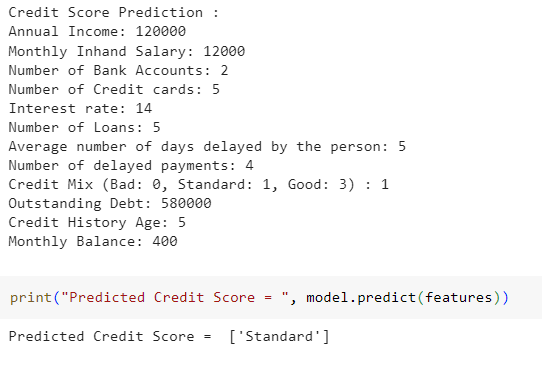 Credit Score Prediction :
Annual Income: 120000
Monthly Inhand Salary: 12000
Number of Bank Accounts: 2
Number of Credit cards: 5
Interest rate: 14
Number of Loans: 5
Average number of days delayed by the person: 5
Number of delayed payments: 4
Credit Mix (Bad: 0, Standard: 1, Good: 3) : 1
Outstanding Debt: 580000
Credit History Age: 5
Monthly Balance: 400
print("Predicted Credit Score = ", model.predict(features))
Predicted Credit Score =  ['Standard']